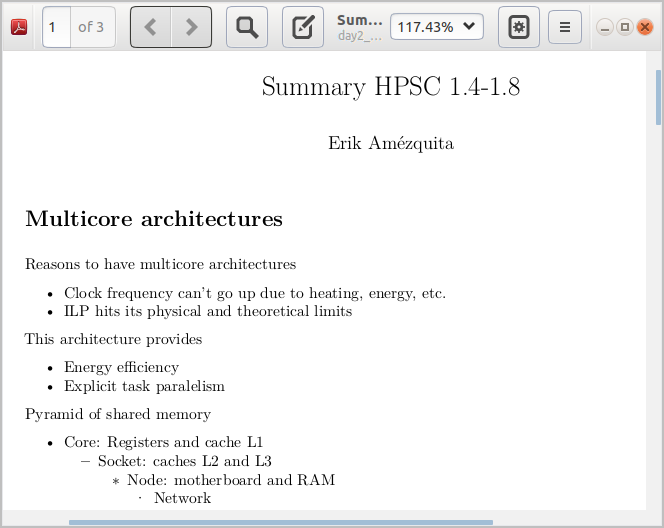 1 of 3
Sum...
day2_...
117.43%
Summary HPSC 1.4-1.8
Erik Amézquita
Multicore architectures
Reasons to have multicore architectures
• Clock frequency can't go up due to heating, energy, etc.
• ILP hits its physical and theoretical limits
This architecture provides
• Energy efficiency
• Explicit task paralelism
Pyramid of shared memory
• Core: Registers and cache L1
– Socket: caches L2 and L3
* Node: motherboard and RAM
· Network